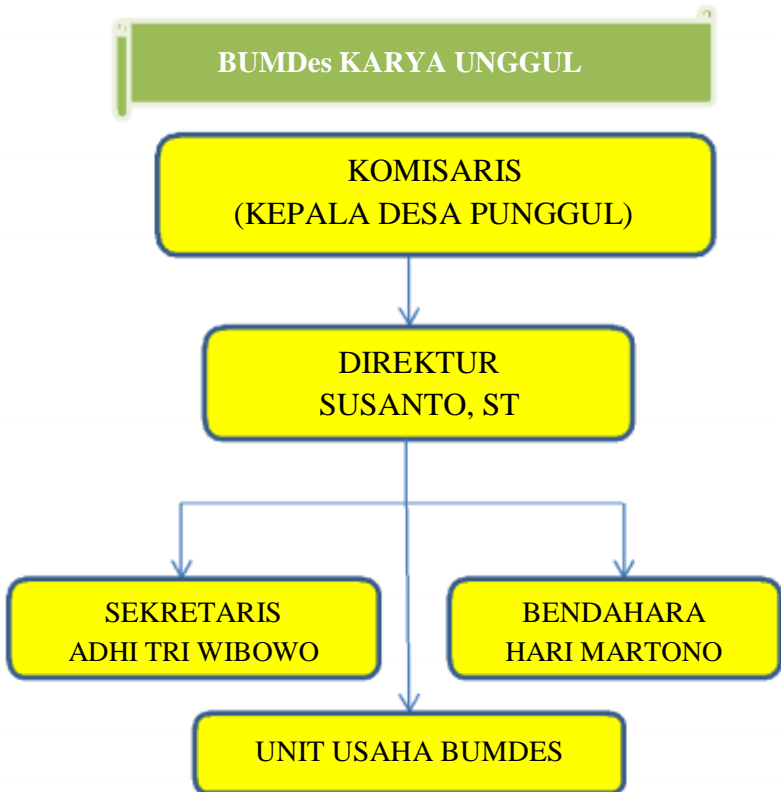 BUMDes KARYA UNGGUL
KOMISARIS
(KEPALA DESA PUNGGUL)
DIREKTUR
SUSANTO, ST
SEKRETARIS
ADHI TRI WIBOWO
BENDAHARA
HARI MARTONO
UNIT USAHA BUMDES